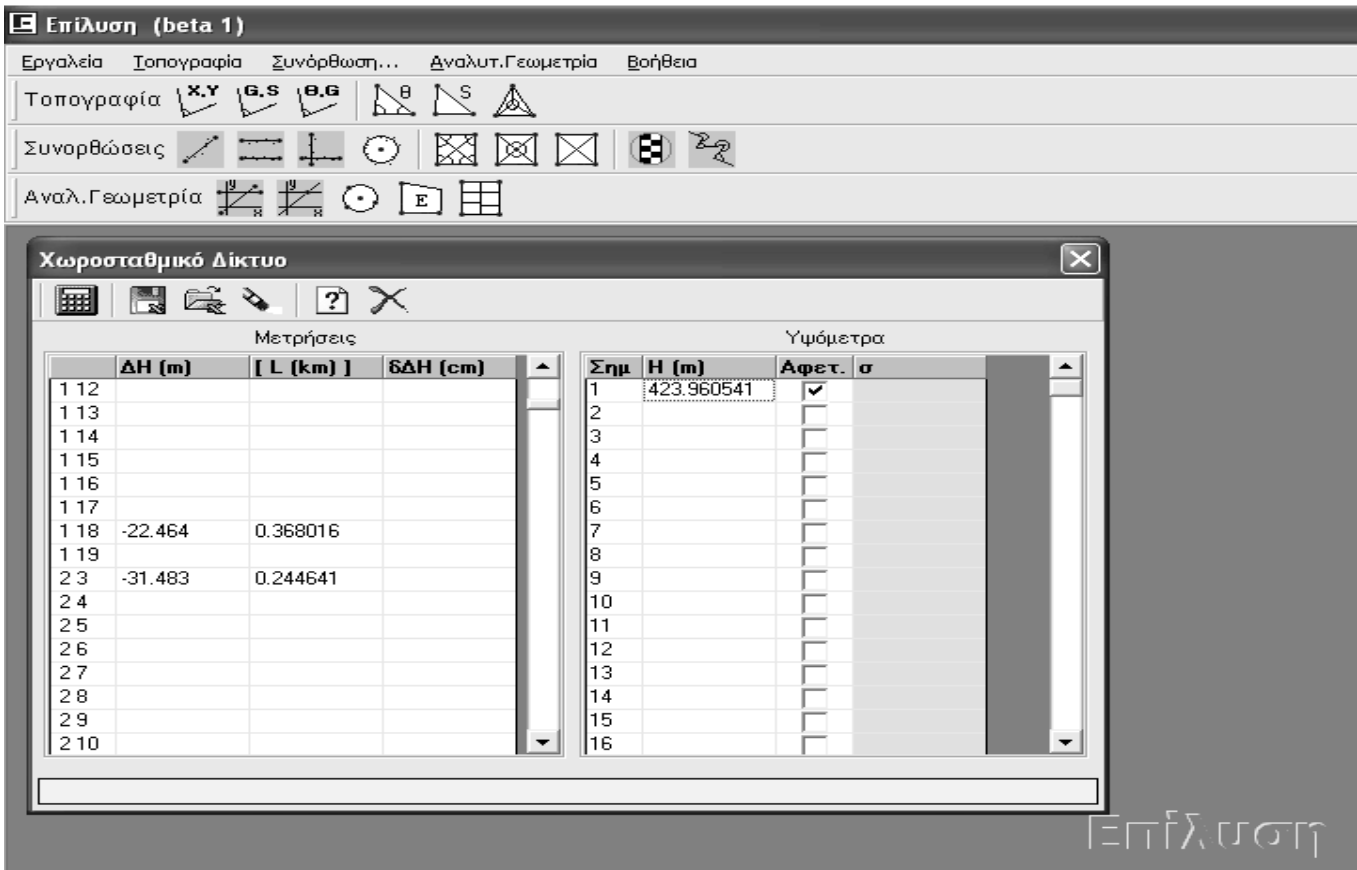 Επίλυση (beta 1)
Εργαλεία Τοπογραφία Συνόρθωση... Αναλυτ.Γεωμετρία Βοήθεια
Τοπογραφία X,Y G,S θ,G θ S
Συνορθώσεις
Αναλ.Γεωμετρία y x y x E
Χωροσταθμικό Δίκτυο
Μετρήσεις Υψόμετρα
ΔΗ (m) [ L (km) ] δΔΗ (cm) Σημ Η (m) Αφετ. σ
1 12 1 423.960541
1 13 2
1 14 3
1 15 4
1 16 5
1 17 6
1 18 -22.464 0.368016 7
1 19 8
2 3 -31.483 0.244641 9
2 4 10
2 5 11
2 6 12
2 7 13
2 8 14
2 9 15
2 10 16
Επίλυση